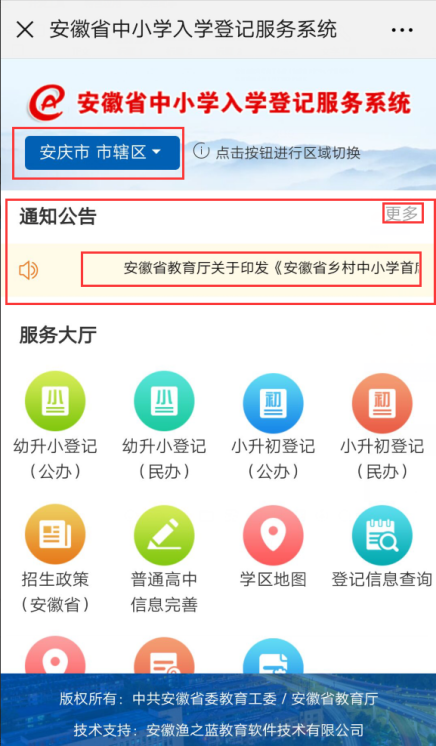 安徽省中小学入学登记服务系统
安徽省中小学入学登记服务系统
安庆市 市辖区
点击按钮进行区域切换
通知公告
更多
安徽省教育厅关于印发《安徽省乡村中小学首
服务大厅
小 小 初 初
幼升小登记 幼升小登记 小升初登记 小升初登记
（公办） （民办） （公办） （民办）
招生政策 普通高中 学区地图 登记信息查询
（安徽省） 信息完善
版权所有：中共安徽省委教育工委 / 安徽省教育厅
技术支持：安徽渔之蓝教育软件技术有限公司